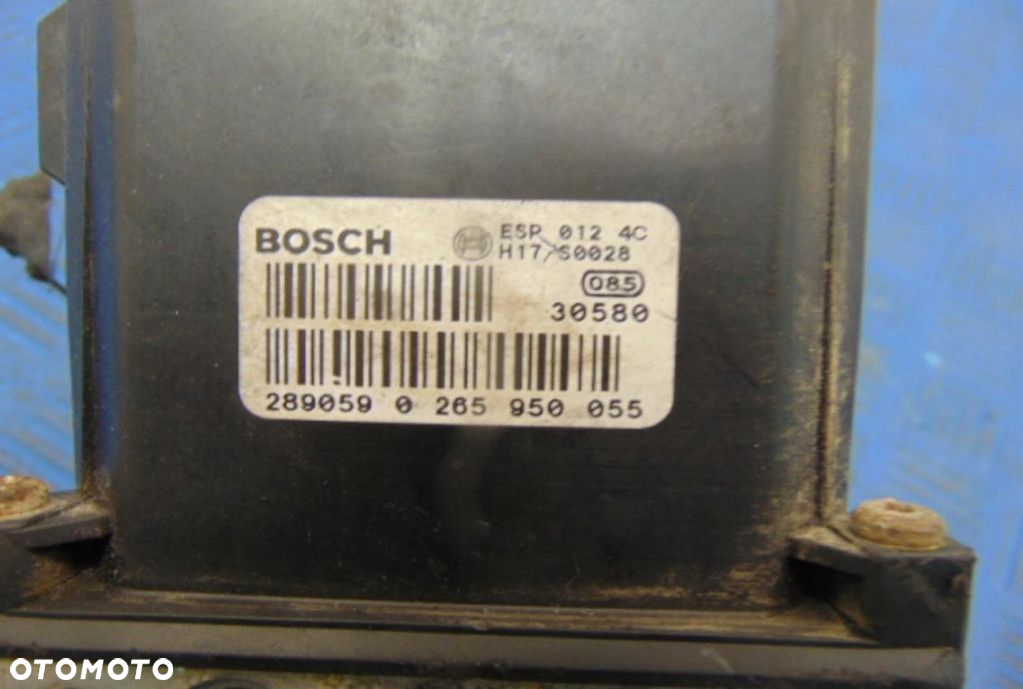 BOSCH
ESP 012 4C
H17/S0028
085
30580
289059 0 265 950 055
OTOMOTO